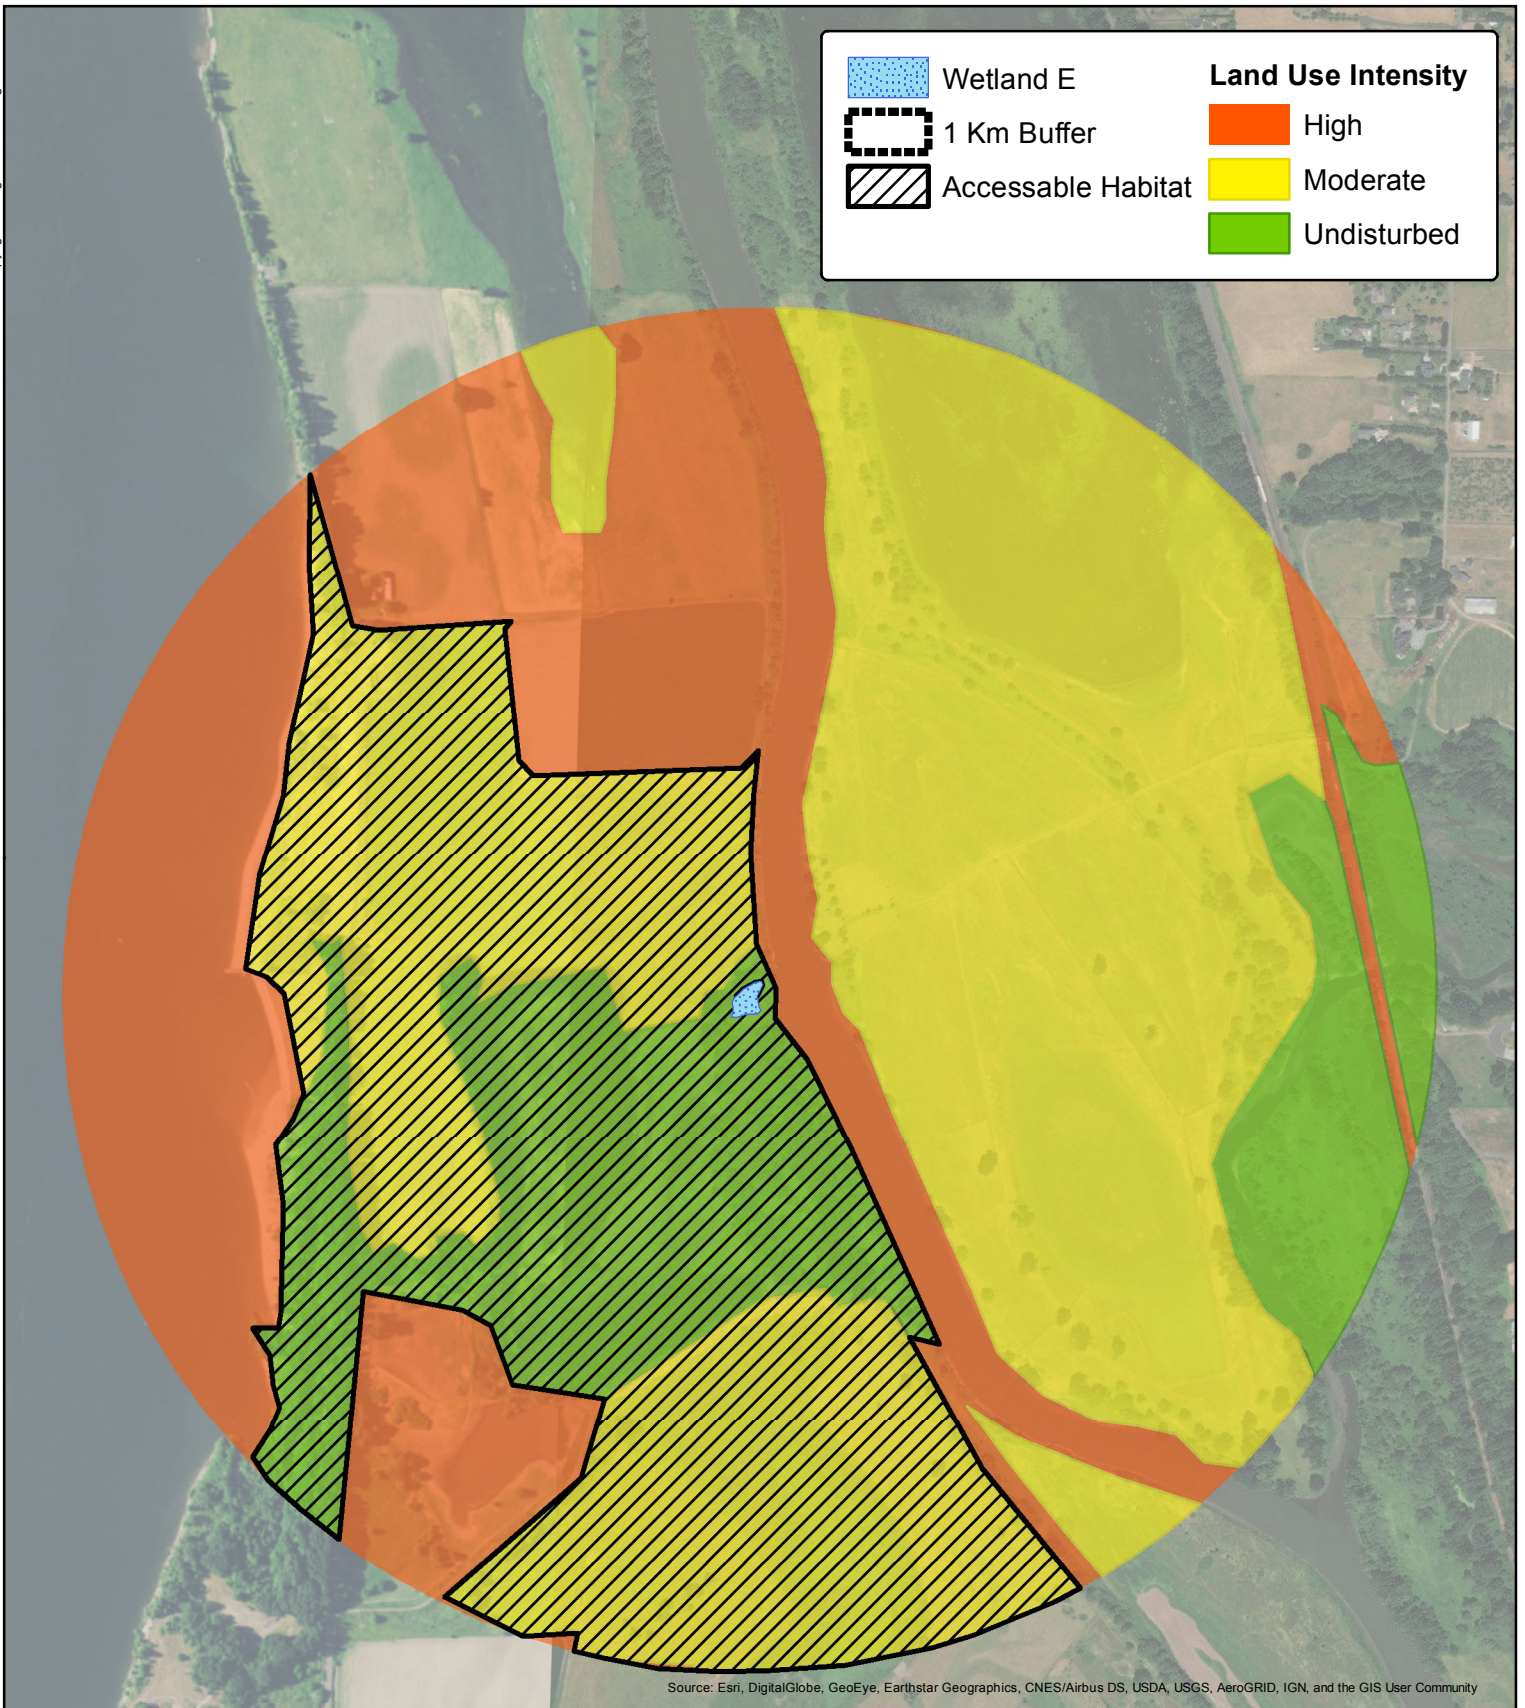 Wetland E
1 Km Buffer
Accessable Habitat
Land Use Intensity
High
Moderate
Undisturbed
Source: Esri, DigitalGlobe, GeoEye, Earthstar Geographics, CNES/Airbus DS, USDA, USGS, AeroGRID, IGN, and the GIS User Community